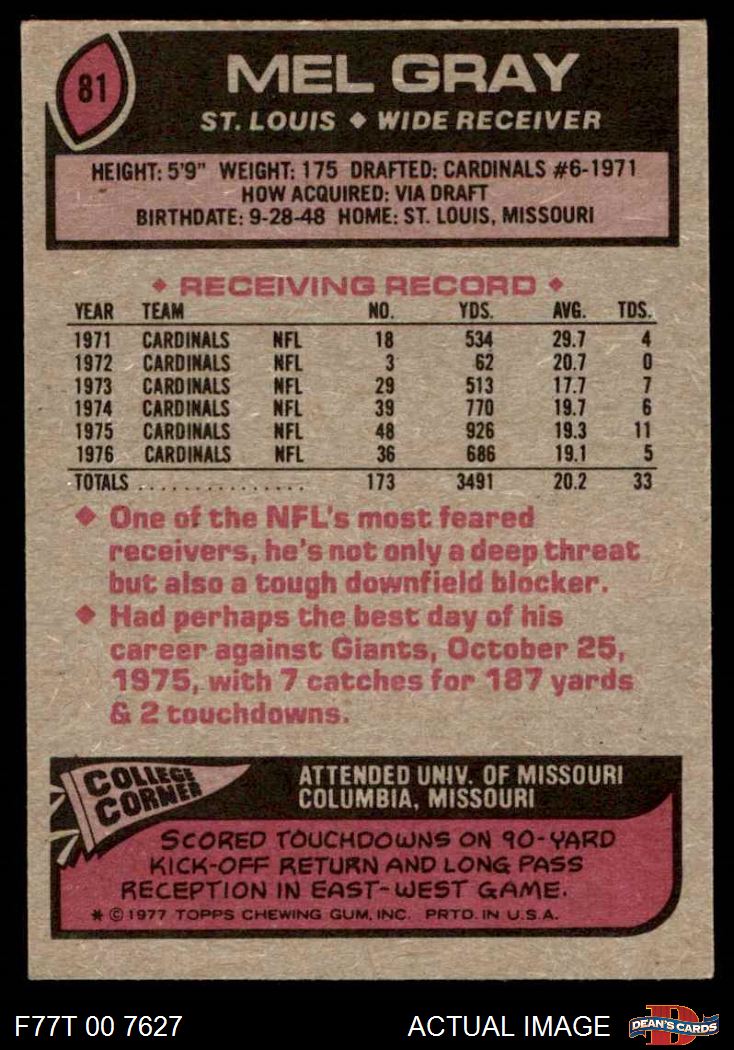 81
MEL GRAY
ST. LOUIS ◆ WIDE RECEIVER
HEIGHT: 5'9" WEIGHT: 175 DRAFTED: CARDINALS #6-1971
HOW ACQUIRED: VIA DRAFT
BIRTHDATE: 9-28-48 HOME: ST. LOUIS, MISSOURI
◆ RECEIVING RECORD ◆
YEAR TEAM NO. YDS. AVG. TDS.
1971 CARDINALS NFL 18 534 29.7 4
1972 CARDINALS NFL 3 62 20.7 0
1973 CARDINALS NFL 29 513 17.7 7
1974 CARDINALS NFL 39 770 19.7 6
1975 CARDINALS NFL 48 926 19.3 11
1976 CARDINALS NFL 36 686 19.1 5
TOTALS ............... 173 3491 20.2 33
◆ One of the NFL's most feared
receivers, he's not only a deep threat
but also a tough downfield blocker.
◆ Had perhaps the best day of his
career against Giants, October 25,
1975, with 7 catches for 187 yards
& 2 touchdowns.
COLLEGE
CORNER
ATTENDED UNIV. OF MISSOURI
COLUMBIA, MISSOURI
SCORED TOUCHDOWNS ON 90-YARD
KICK-OFF RETURN AND LONG PASS
RECEPTION IN EAST-WEST GAME.
* © 1977 TOPPS CHEWING GUM, INC. PRTD. IN U.S.A.
F77T 00 7627
ACTUAL IMAGE
D
DEAN'S CARDS